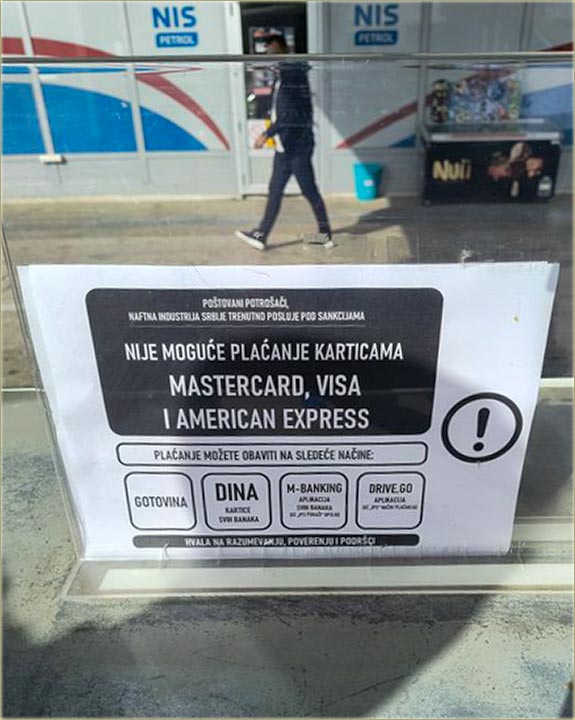 NIS
PETROL
NIS
PETROL
Nuii
POŠTOVANI POTROŠAČI,
NAFTNA INDUSTRIJA SRBIJE TRENUTNO POSLUJE POD SANKCIJAMA
NIJE MOGUĆE PLAĆANJE KARTICAMA
MASTERCARD, VISA
I AMERICAN EXPRESS
!
PLAĆANJE MOŽETE OBAVITI NA SLEDEĆE NAČINE:
GOTOVINA
DINA
KARTICE
SVIH BANAKA
M-BANKING
APLIKACIJA
SVIH BANAKA
DRIVE.GO
APLIKACIJA
HVALA NA RAZUMEVANJU, POVERENJU I PODRŠCI